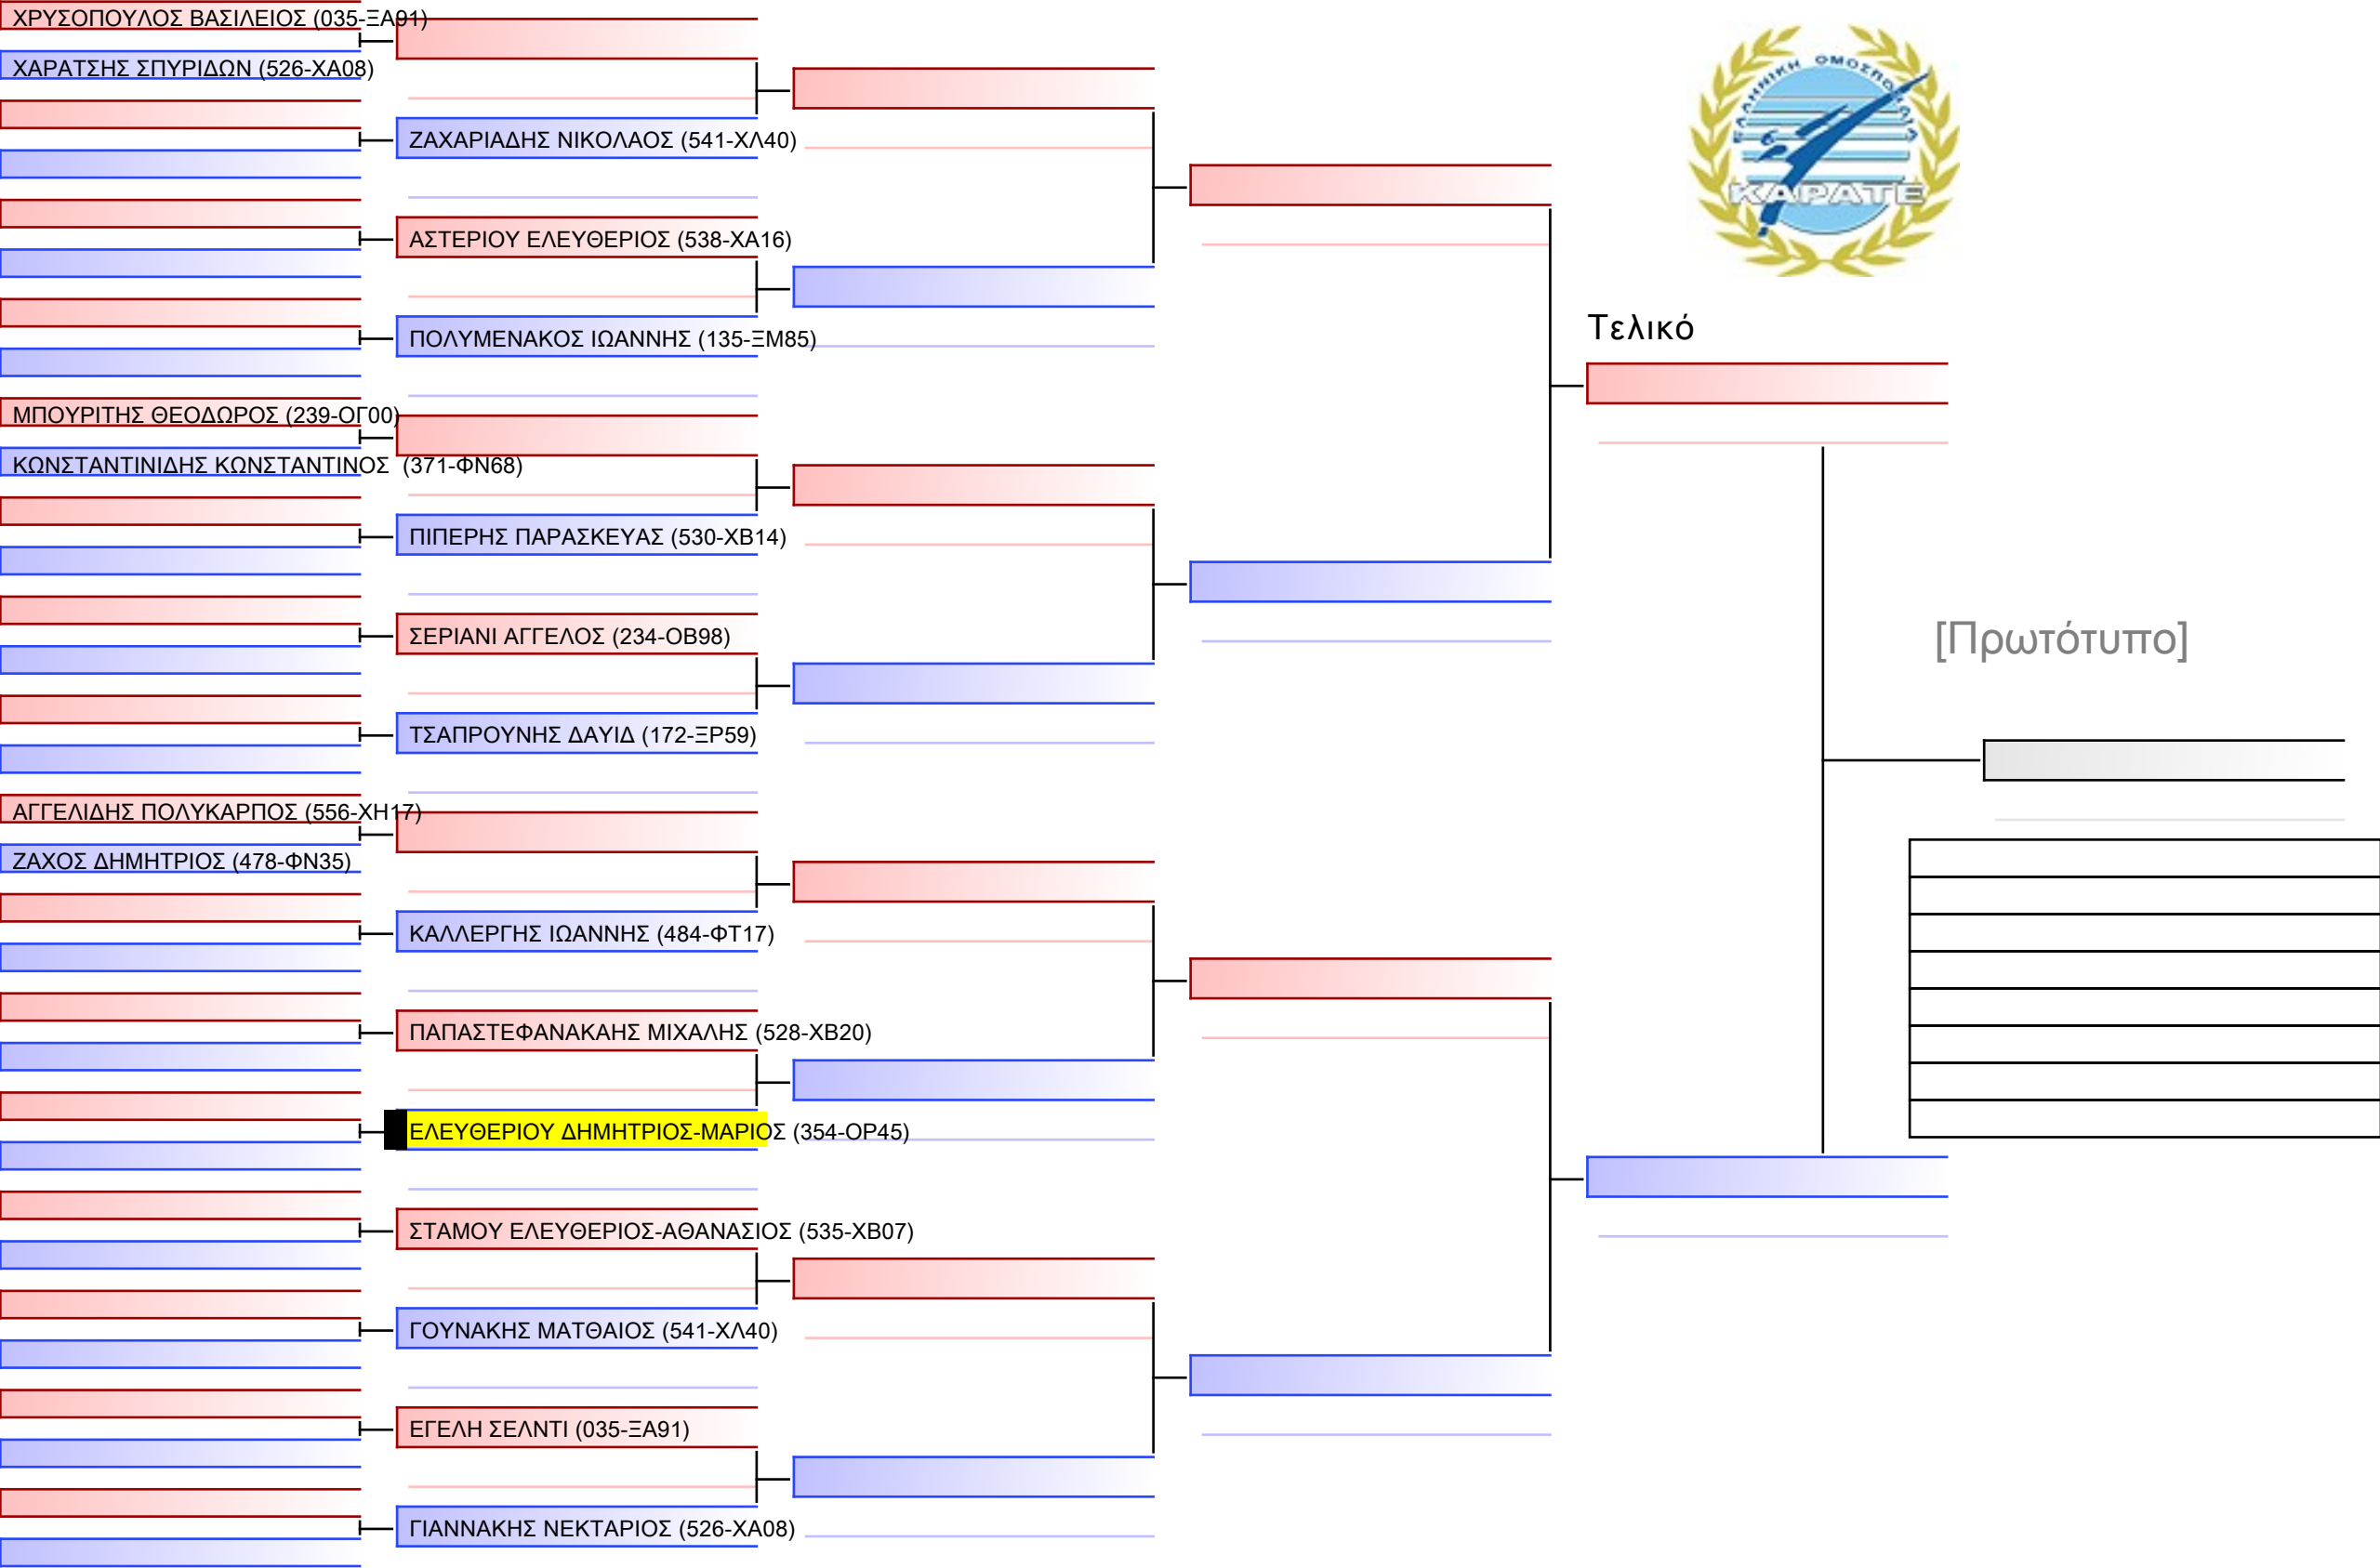 ΧΡΥΣΟΠΟΥΛΟΣ ΒΑΣΙΛΕΙΟΣ (035-ΞΑ91)
ΧΑΡΑΤΣΗΣ ΣΠΥΡΙΔΩΝ (526-ΧΑ08)
ΖΑΧΑΡΙΑΔΗΣ ΝΙΚΟΛΑΟΣ (541-ΧΛ40)
ΑΣΤΕΡΙΟΥ ΕΛΕΥΘΕΡΙΟΣ (538-ΧΑ16)
ΠΟΛΥΜΕΝΑΚΟΣ ΙΩΑΝΝΗΣ (135-ΞΜ85)
ΜΠΟΥΡΙΤΗΣ ΘΕΟΔΩΡΟΣ (239-ΟΓ00)
ΚΩΝΣΤΑΝΤΙΝΙΔΗΣ ΚΩΝΣΤΑΝΤΙΝΟΣ (371-ΦΝ68)
ΠΙΠΕΡΗΣ ΠΑΡΑΣΚΕΥΑΣ (530-ΧΒ14)
ΣΕΡΙΑΝΙ ΑΓΓΕΛΟΣ (234-ΟΒ98)
ΤΣΑΠΡΟΥΝΗΣ ΔΑΥΙΔ (172-ΞΡ59)
ΑΓΓΕΛΙΔΗΣ ΠΟΛΥΚΑΡΠΟΣ (556-ΧΗ17)
ΖΑΧΟΣ ΔΗΜΗΤΡΙΟΣ (478-ΦΝ35)
ΚΑΛΛΕΡΓΗΣ ΙΩΑΝΝΗΣ (484-ΦΤ17)
ΠΑΠΑΣΤΕΦΑΝΑΚΑΗΣ ΜΙΧΑΛΗΣ (528-ΧΒ20)
ΕΛΕΥΘΕΡΙΟΥ ΔΗΜΗΤΡΙΟΣ-ΜΑΡΙΟΣ (354-ΟΡ45)
ΣΤΑΜΟΥ ΕΛΕΥΘΕΡΙΟΣ-ΑΘΑΝΑΣΙΟΣ (535-ΧΒ07)
ΓΟΥΝΑΚΗΣ ΜΑΤΘΑΙΟΣ (541-ΧΛ40)
ΕΓΕΛΗ ΣΕΛΝΤΙ (035-ΞΑ91)
ΓΙΑΝΝΑΚΗΣ ΝΕΚΤΑΡΙΟΣ (526-ΧΑ08)
ΕΛΛΗΝΙΚΗ ΟΜΟΣΠΟΝΔΙΑ
ΚΑΡΑΤΕ
Τελικό
[Πρωτότυπο]